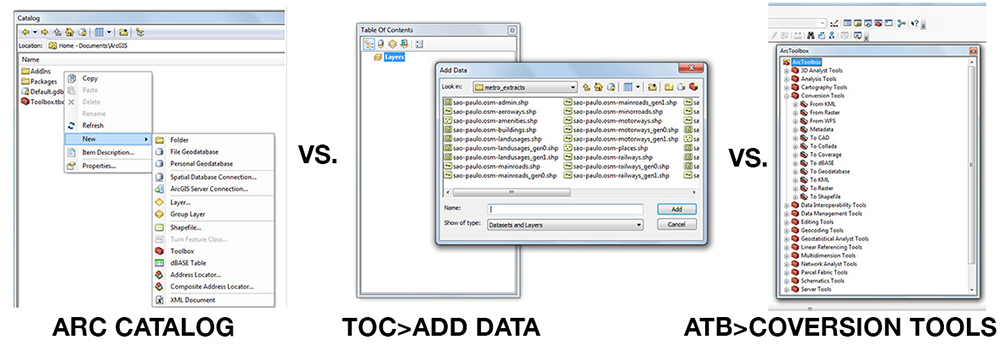 Catalog
Location: Home - Documents\ArcGIS
Name
AddIns
Packages
Default.gdb
Toolbox.tbx
Copy
Paste
Delete
Rename
Refresh
New
Item Description...
Properties...
Folder
File Geodatabase
Personal Geodatabase
Spatial Database Connection...
ArcGIS Server Connection...
Layer...
Group Layer
Shapefile...
Turn Feature Class...
Toolbox
dBASE Table
Address Locator...
Composite Address Locator...
XML Document
ARC CATALOG
VS.
Table Of Contents
Layers
Add Data
Look in: metro_extracts
sao-paulo.osm-admin.shp
sao-paulo.osm-aeroways.shp
sao-paulo.osm-amenities.shp
sao-paulo.osm-buildings.shp
sao-paulo.osm-landusages.shp
sao-paulo.osm-landusages_gen0.shp
sao-paulo.osm-landusages_gen1.shp
sao-paulo.osm-mainroads.shp
sao-paulo.osm-mainroads_gen0.shp
sao-paulo.osm-mainroads_gen1.shp
sao-paulo.osm-minorroads.shp
sao-paulo.osm-motorways.shp
sao-paulo.osm-motorways_gen0.shp
sao-paulo.osm-motorways_gen1.shp
sao-paulo.osm-places.shp
sao-paulo.osm-railways.shp
sao-paulo.osm-railways_gen0.shp
sao-paulo.osm-railways_gen1.shp
Name:
Add
Show of type: Datasets and Layers
Cancel
TOC>ADD DATA
VS.
ArcToolbox
ArcToolbox
3D Analyst Tools
Analysis Tools
Cartography Tools
Conversion Tools
From KML
From Raster
From WFS
Metadata
To CAD
To Collada
To Coverage
To dBASE
To Geodatabase
To KML
To Raster
To Shapefile
Data Interoperability Tools
Data Management Tools
Editing Tools
Geocoding Tools
Geostatistical Analyst Tools
Linear Referencing Tools
Multidimension Tools
Network Analyst Tools
Parcel Fabric Tools
Schematics Tools
Server Tools
ATB>COVERSION TOOLS